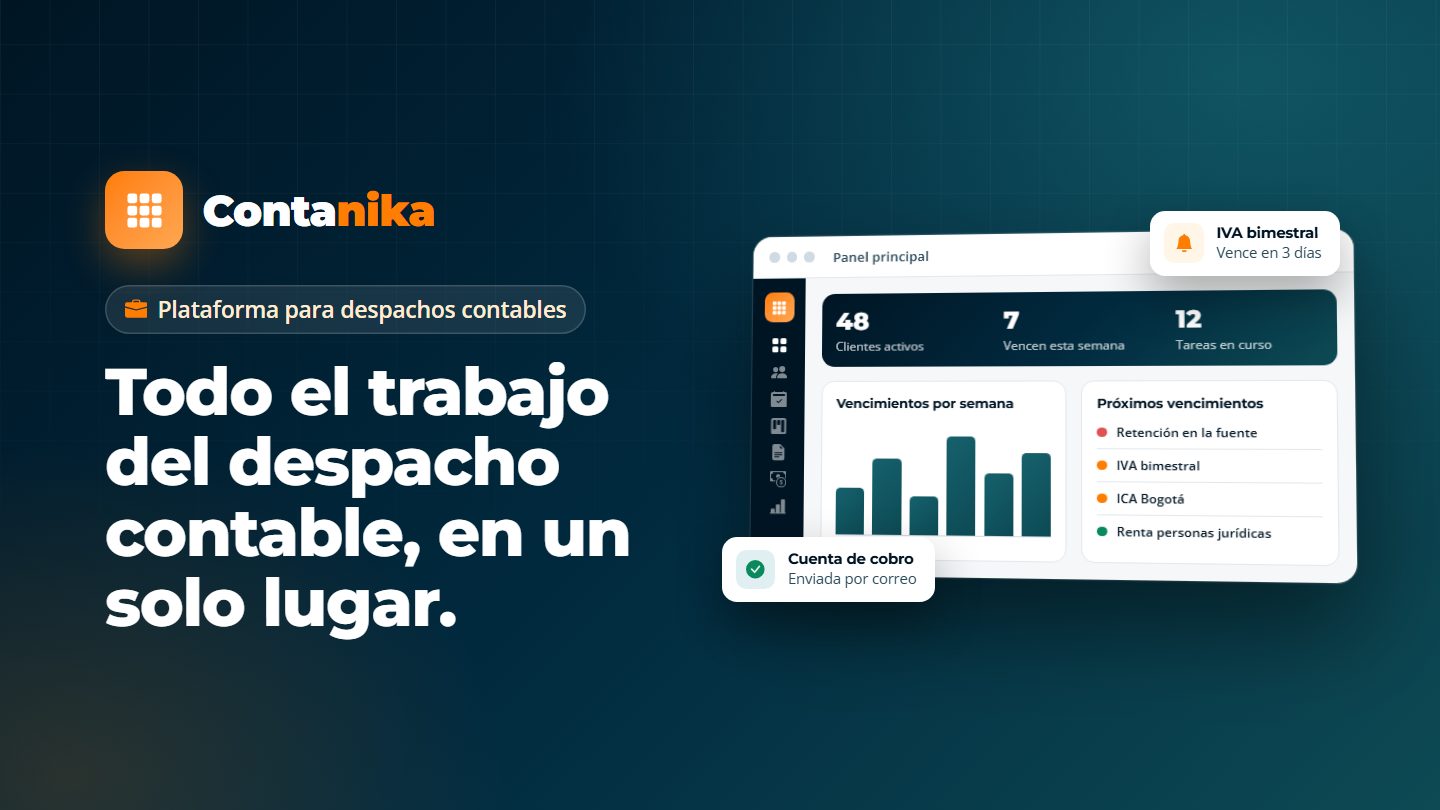 Contanika
Plataforma para despachos contables
Todo el trabajo
del despacho
contable, en un
solo lugar.
Panel principal
IVA bimestral
Vence en 3 días
48
Clientes activos
7
Vencen esta semana
12
Tareas en curso
Vencimientos por semana
Próximos vencimientos
Retención en la fuente
IVA bimestral
ICA Bogotá
Renta personas jurídicas
Cuenta de cobro
Enviada por correo